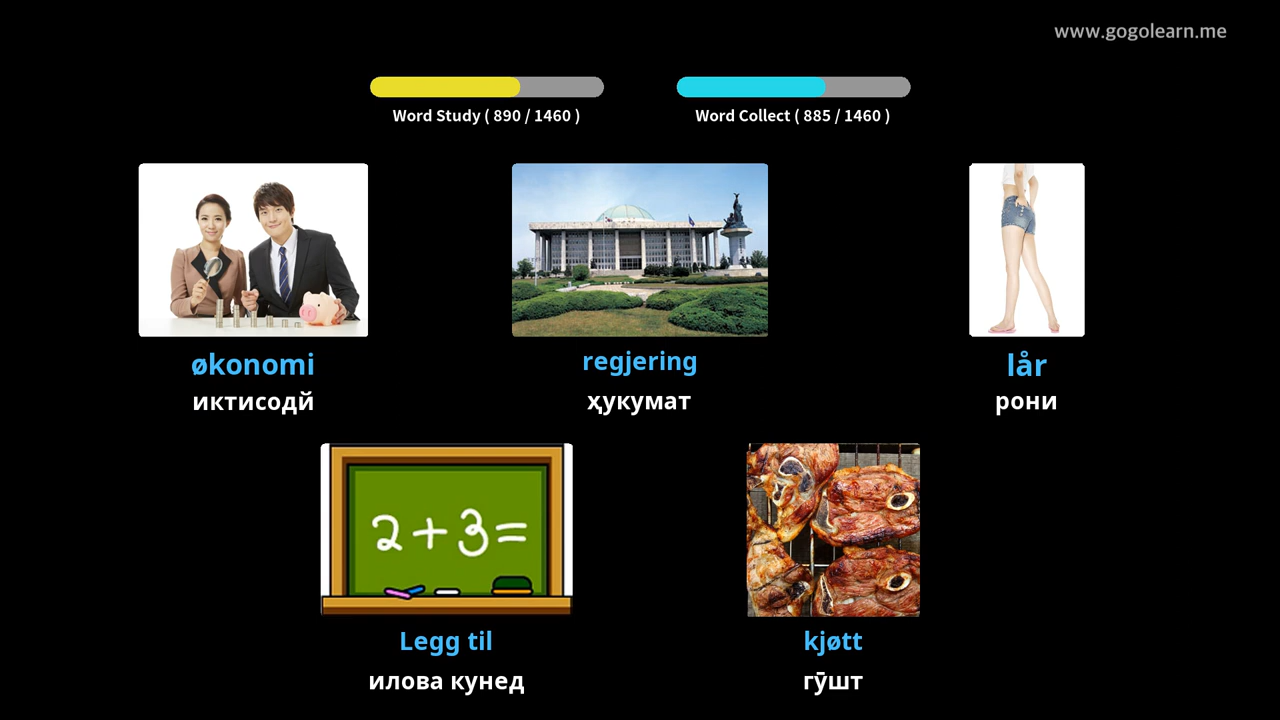 www.gogolearn.me
Word Study ( 890 / 1460 )
Word Collect ( 885 / 1460 )
økonomi
regjering
lår
иктисодӣ
ҳукумат
рони
2+3=
Legg til
kjøtt
илова кунед
гӯшт